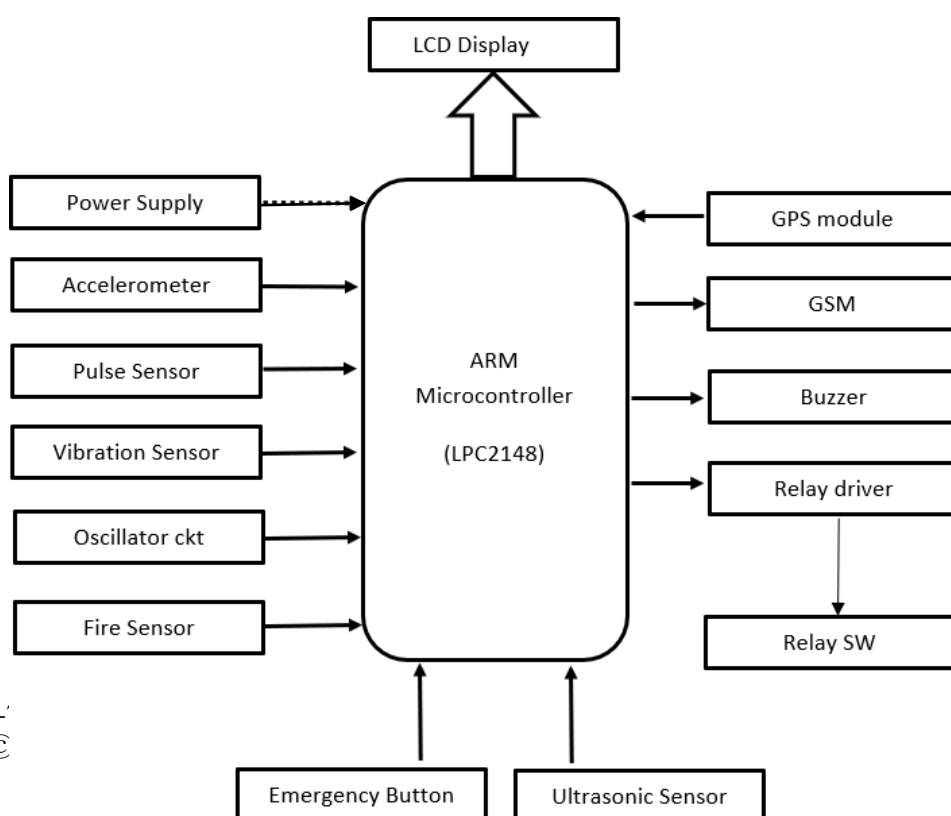 LCD Display
Power Supply
Accelerometer
Pulse Sensor
Vibration Sensor
Oscillator ckt
Fire Sensor
ARM
Microcontroller
(LPC2148)
GPS module
GSM
Buzzer
Relay driver
Relay SW
Emergency Button
Ultrasonic Sensor